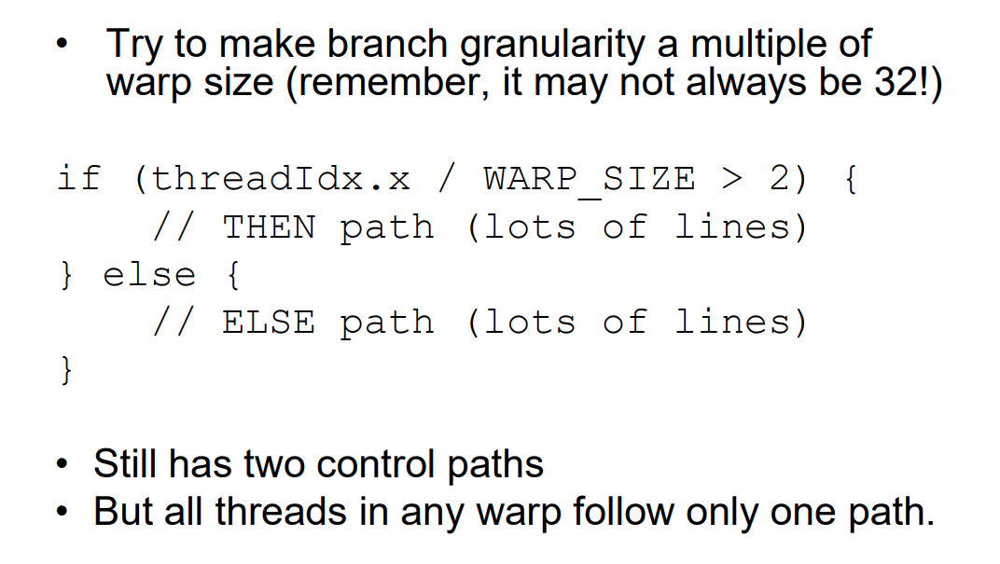 • Try to make branch granularity a multiple of
warp size (remember, it may not always be 32!)
if (threadIdx.x / WARP_SIZE > 2) {
    // THEN path (lots of lines)
} else {
    // ELSE path (lots of lines)
}
• Still has two control paths
• But all threads in any warp follow only one path.